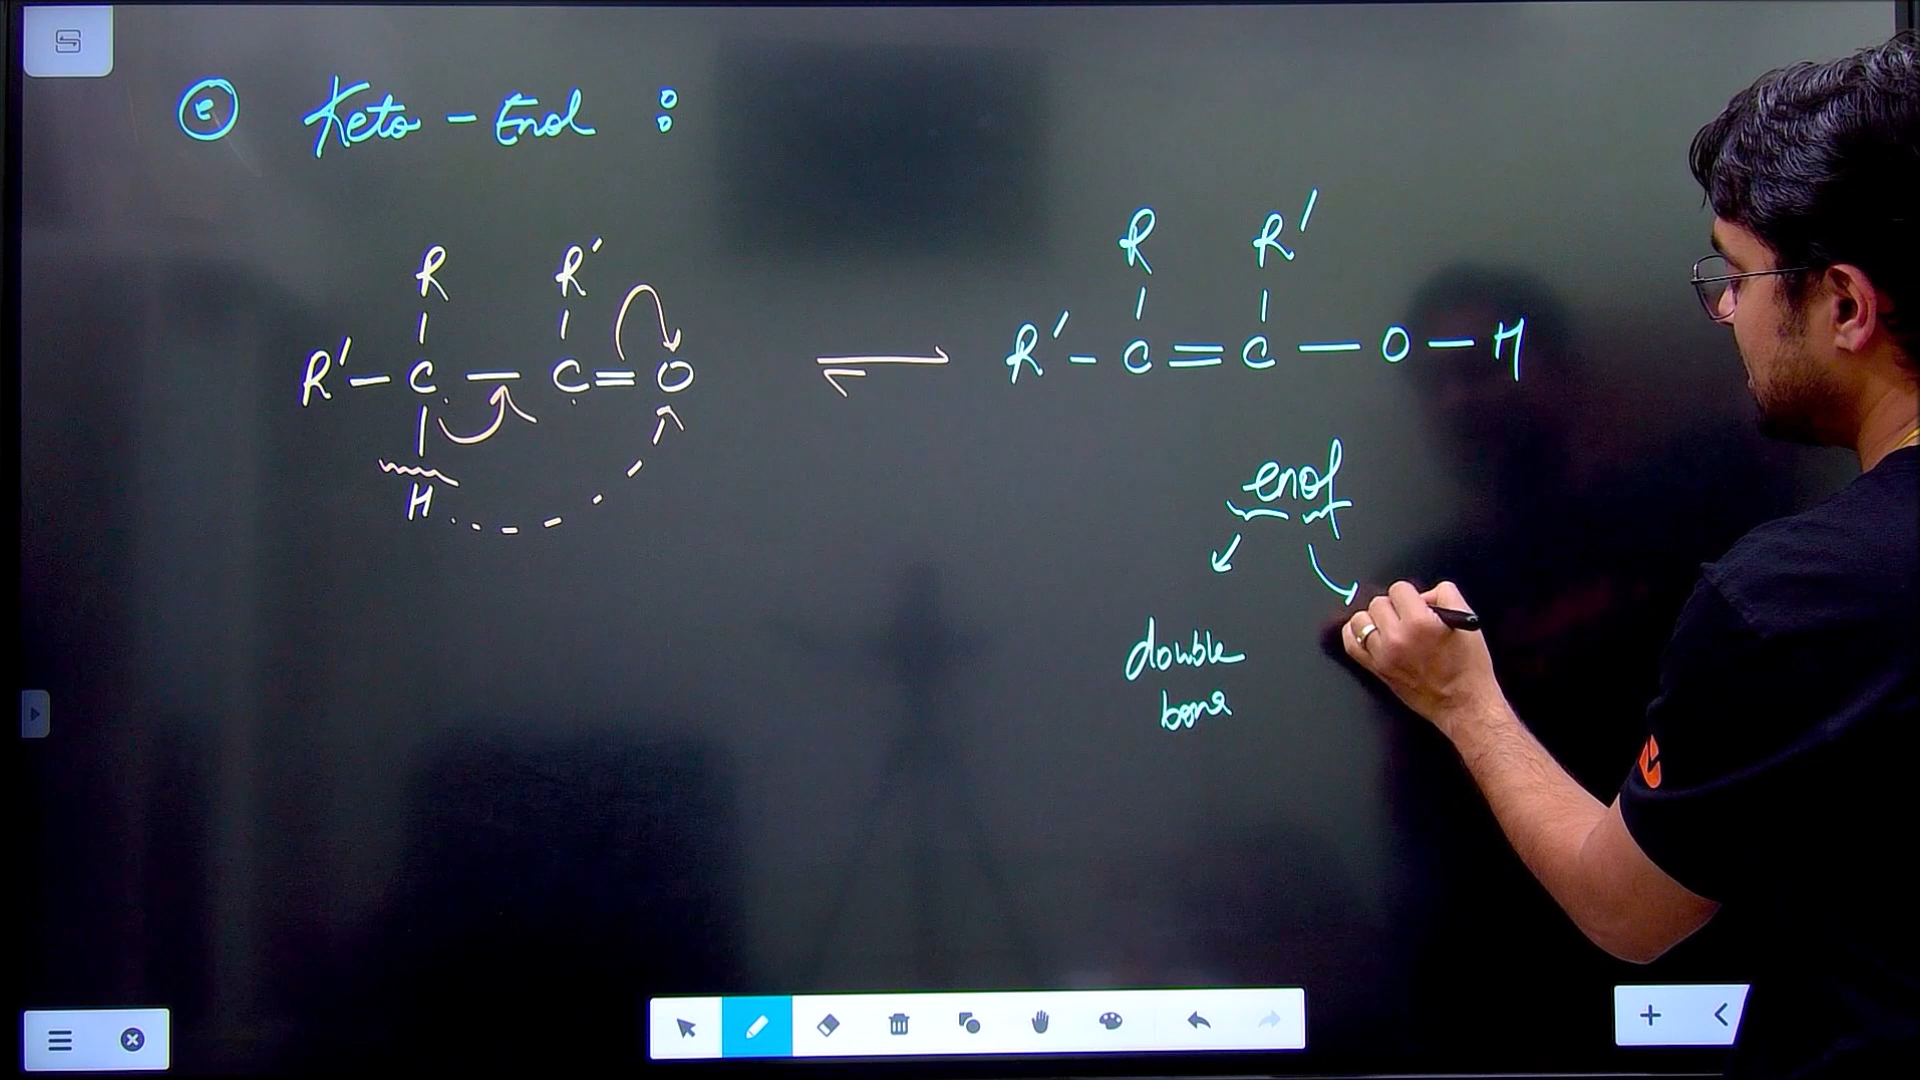 e Keto - Enol :
R R'
R' - C - C = O
H
R R'
R' - C = C - O - H
enol
double
bond